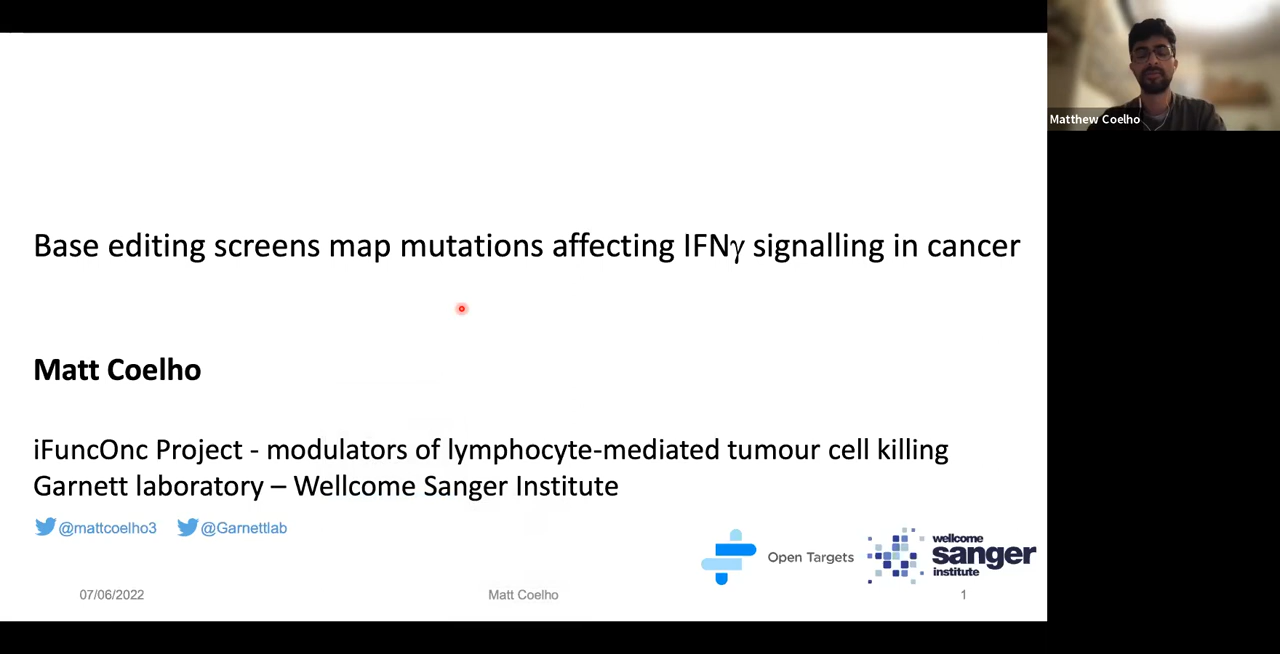 Matthew Coelho
Base editing screens map mutations affecting IFNγ signalling in cancer
Matt Coelho
iFuncOnc Project - modulators of lymphocyte-mediated tumour cell killing
Garnett laboratory – Wellcome Sanger Institute
@mattcoelho3 @Garnettlab
Open Targets
wellcome
sanger
institute
07/06/2022 Matt Coelho 1